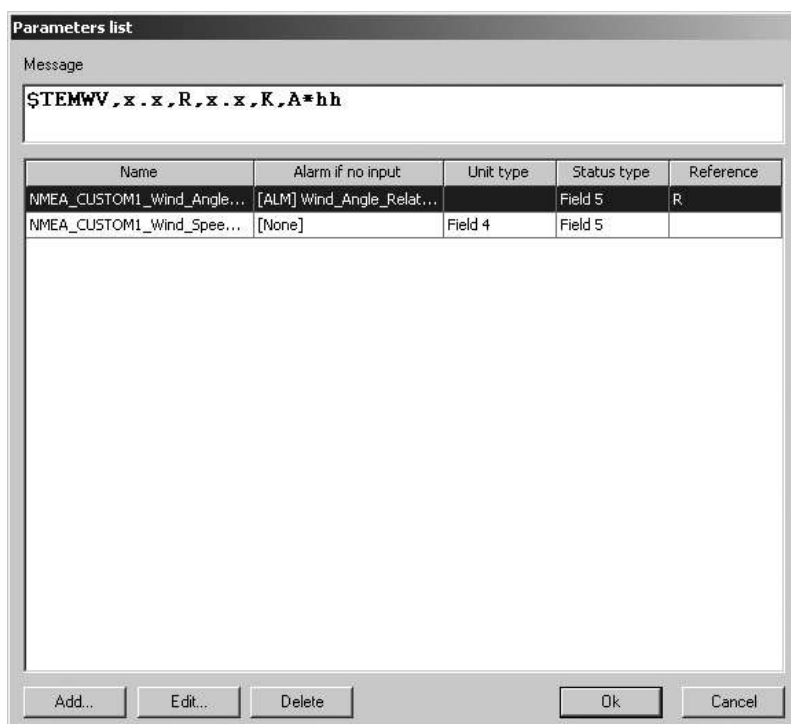 Parameters list
Message
$TEMWV,x.x,R,x.x,K,A*hh
Name Alarm if no input Unit type Status type Reference
NMEA_CUSTOM1_Wind_Angle... [ALM] Wind_Angle_Relat... Field 5 R
NMEA_CUSTOM1_Wind_Spee... [None] Field 4 Field 5
Add... Edit... Delete Ok Cancel